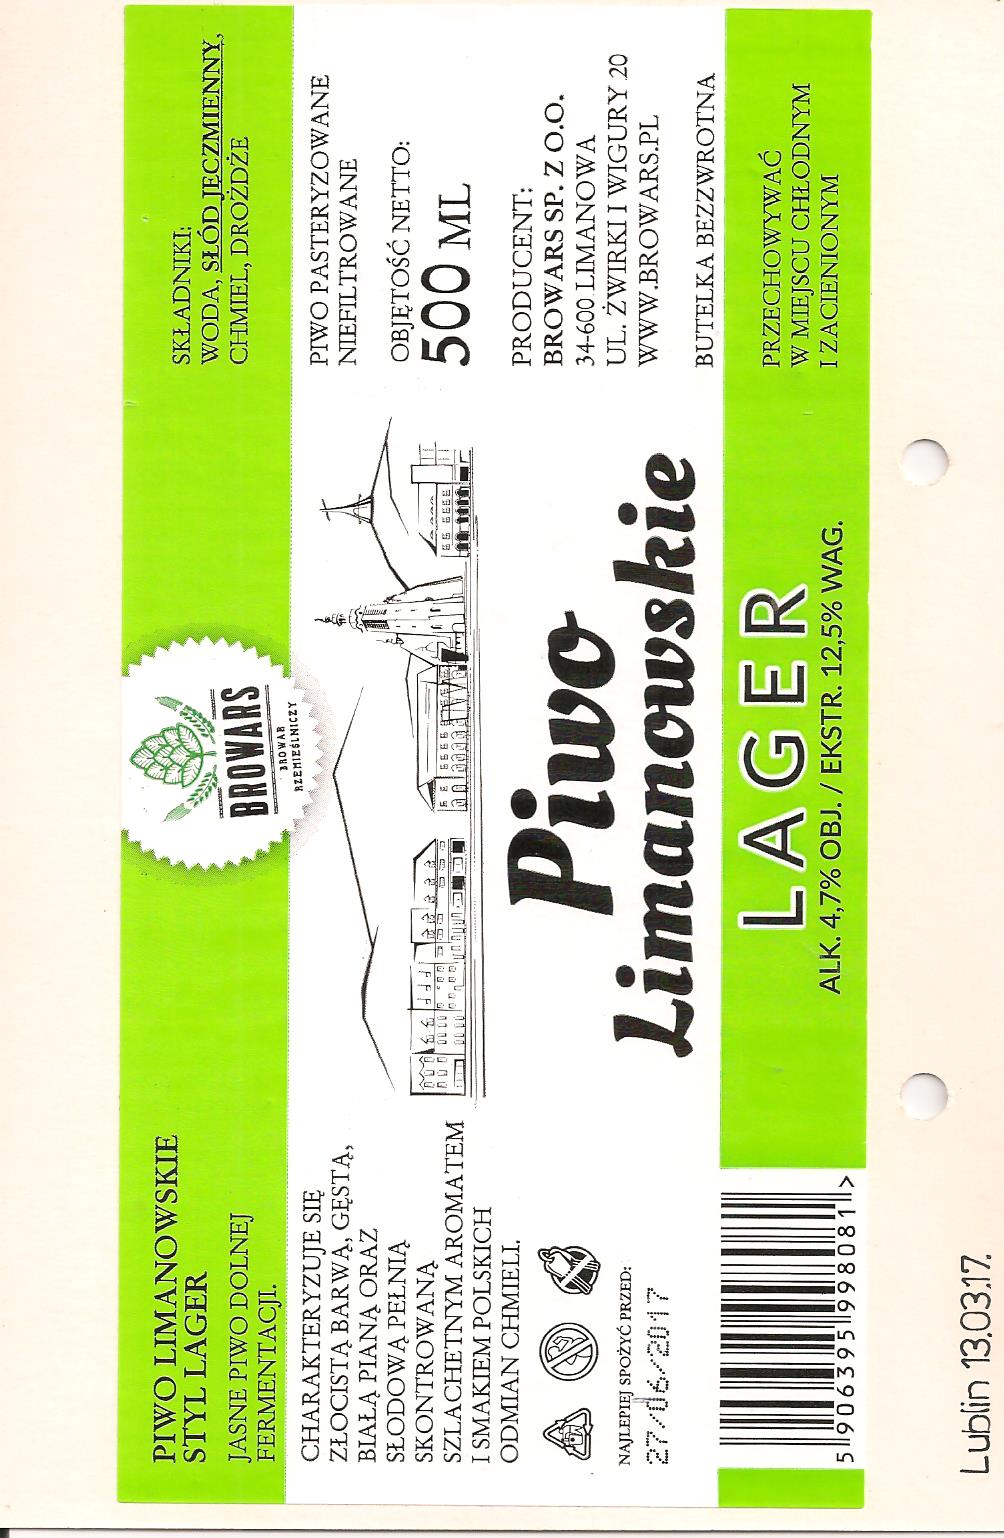 PIWO LIMANOWSKIE
STYL LAGER
JASNE PIWO DOLNEJ
FERMENTACJI.
CHARAKTERYZUJE SIĘ
ZŁOCISTĄ BARWĄ, GĘSTĄ,
BIAŁĄ PIANĄ ORAZ
SŁODOWĄ PEŁNIĄ
SKONTROWANĄ
SZLACHETNYM AROMATEM
I SMAKIEM POLSKICH
ODMIAN CHMIELI.
NAJLEPIEJ SPOŻYĆ PRZED:
27/06/2017
5 906395 998081 >
BROWARS
BROWAR
RZEMIEŚLNICZY
Piwo
Limanowskie
LAGER
ALK. 4,7% OBJ. / EKSTR. 12,5% WAG.
SKŁADNIKI:
WODA, SŁÓD JĘCZMIENNY,
CHMIEL, DROŻDŻE
PIWO PASTERYZOWANE
NIEFILTROWANE
OBJĘTOŚĆ NETTO:
500 ML
PRODUCENT:
BROWARS SP. Z O.O.
34-600 LIMANOWA
UL. ŻWIRKI I WIGURY 20
WWW.BROWARS.PL
BUTELKA BEZZWROTNA
PRZECHOWYWAĆ
W MIEJSCU CHŁODNYM
I ZACIENIONYM
Lublin 13.03.17.